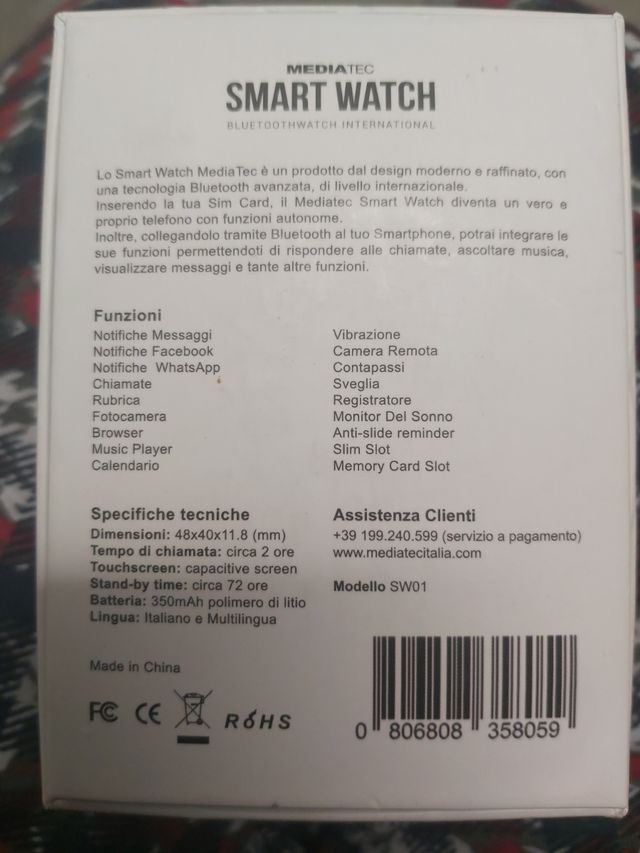 MEDIATEC
SMART WATCH
BLUETOOTHWATCH INTERNATIONAL
Lo Smart Watch MediaTec è un prodotto dal design moderno e raffinato, con
una tecnologia Bluetooth avanzata, di livello internazionale.
Inserendo la tua Sim Card, il Mediatec Smart Watch diventa un vero e
proprio telefono con funzioni autonome.
Inoltre, collegandolo tramite Bluetooth al tuo Smartphone, potrai integrare le
sue funzioni permettendoti di rispondere alle chiamate, ascoltare musica,
visualizzare messaggi e tante altre funzioni.
Funzioni
Notifiche Messaggi
Notifiche Facebook
Notifiche WhatsApp
Chiamate
Rubrica
Fotocamera
Browser
Music Player
Calendario
Vibrazione
Camera Remota
Contapassi
Sveglia
Registratore
Monitor Del Sonno
Anti-slide reminder
Slim Slot
Memory Card Slot
Specifiche tecniche
Dimensioni: 48x40x11.8 (mm)
Tempo di chiamata: circa 2 ore
Touchscreen: capacitive screen
Stand-by time: circa 72 ore
Batteria: 350mAh polimero di litio
Lingua: Italiano e Multilingua
Assistenza Clienti
+39 199.240.599 (servizio a pagamento)
www.mediatecitalia.com
Modello SW01
Made in China
FC CE RóHS
0 806808 358059